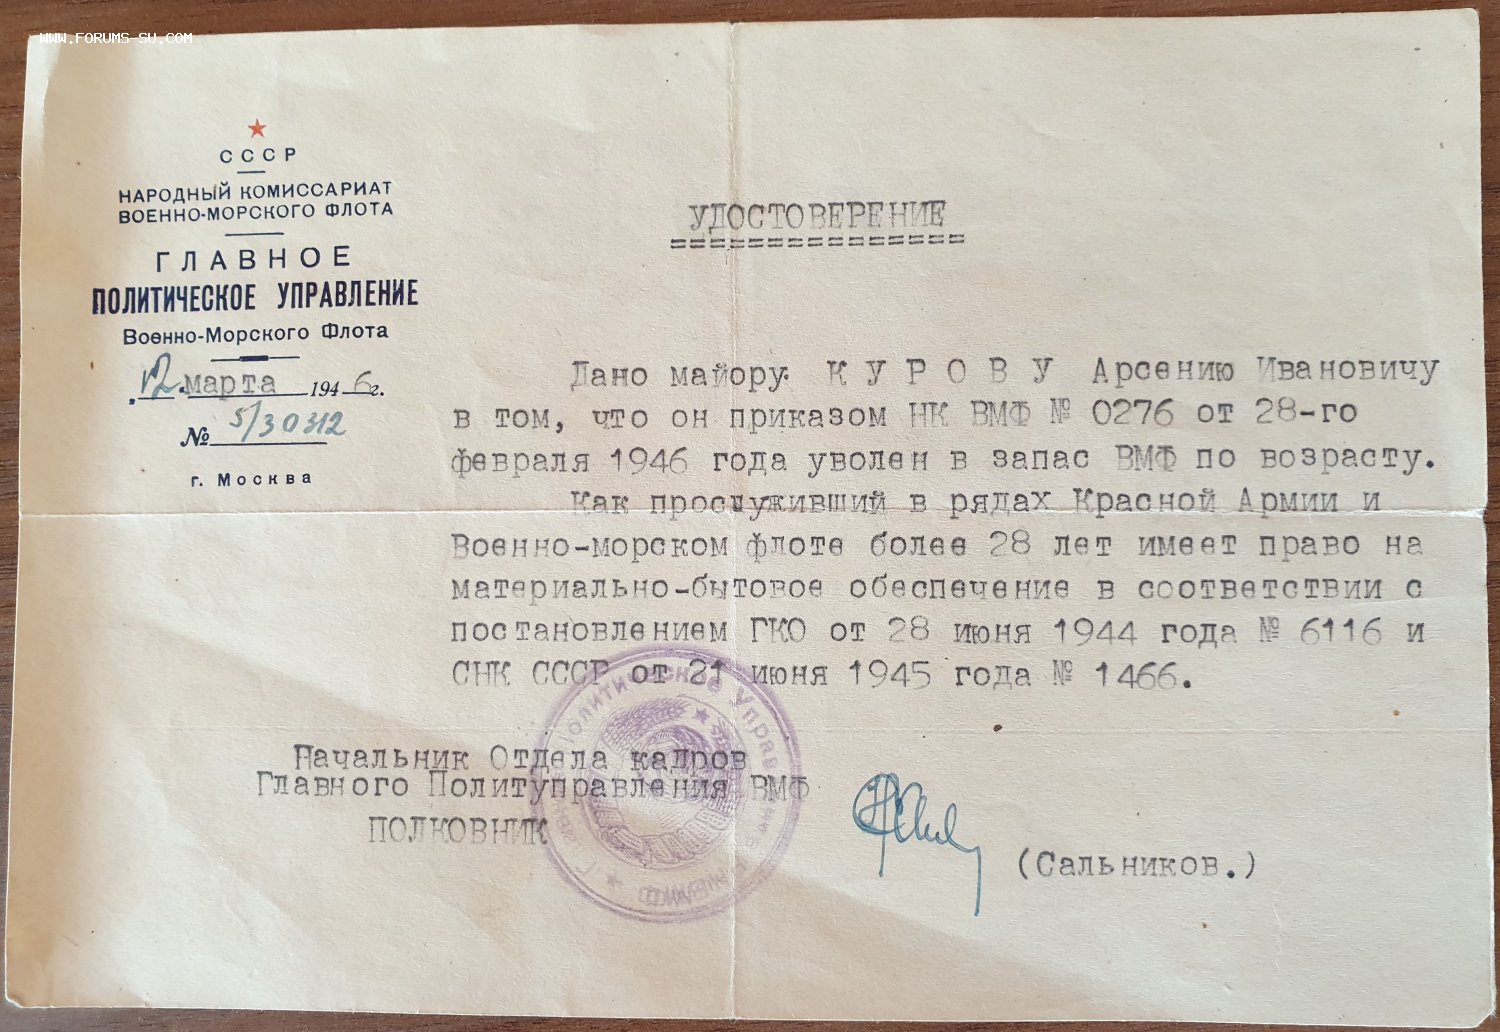 WWW.FORUMS-SU.COM
СССР
НАРОДНЫЙ КОМИССАРИАТ
ВОЕННО-МОРСКОГО ФЛОТА
ГЛАВНОЕ
ПОЛИТИЧЕСКОЕ УПРАВЛЕНИЕ
Военно-Морского Флота
12 марта 1946 г.
№ 5/30312
г. Москва
УДОСТОВЕРЕНИЕ
Дано майору КУРОВУ Арсению Ивановичу
в том, что он приказом НК ВМФ № 0276 от 28-го
февраля 1946 года уволен в запас ВМФ по возрасту.
Как прослуживший в рядах Красной Армии и
Военно-морском флоте более 28 лет имеет право на
материально-бытовое обеспечение в соответствии с
постановлением ГКО от 28 июня 1944 года № 6116 и
СНК СССР от 21 июня 1945 года № 1466.
Начальник Отдела кадров
Главного Политуправления ВМФ
ПОЛКОВНИК
(Сальников.)
Политическое Управ